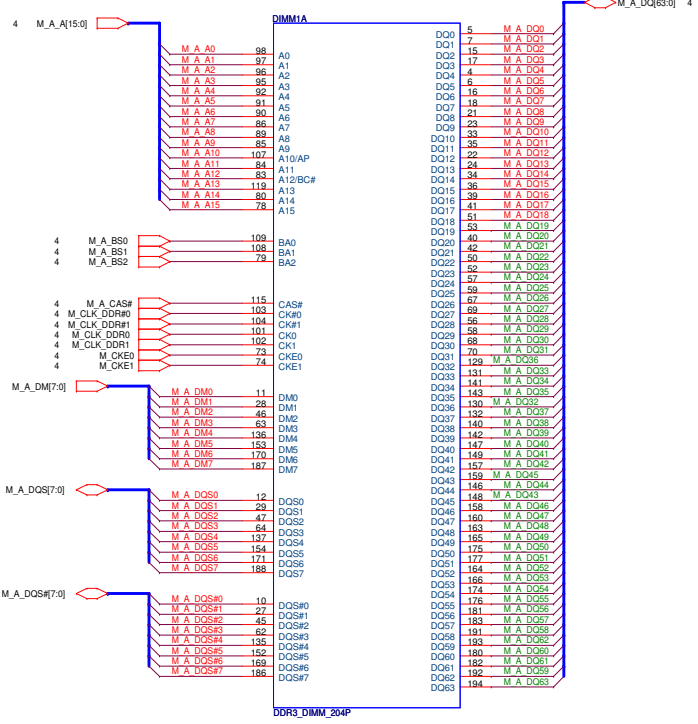 M_A_DQ[63:0] 4
4 M_A_A[15:0]
DIMM1A
M_A_A0 98 A0
M_A_A1 97 A1
M_A_A2 96 A2
M_A_A3 95 A3
M_A_A4 92 A4
M_A_A5 91 A5
M_A_A6 90 A6
M_A_A7 86 A7
M_A_A8 89 A8
M_A_A9 85 A9
M_A_A10 107 A10/AP
M_A_A11 84 A11
M_A_A12 83 A12/BC#
M_A_A13 119 A13
M_A_A14 80 A14
M_A_A15 78 A15
4 M_A_BS0 109 BA0
4 M_A_BS1 108 BA1
4 M_A_BS2 79 BA2
4 M_A_CAS# 115 CAS#
4 M_CLK_DDR#0 103 CK#0
4 M_CLK_DDR#1 104 CK#1
4 M_CLK_DDR0 101 CK0
4 M_CLK_DDR1 102 CK1
4 M_CKE0 73 CKE0
4 M_CKE1 74 CKE1
M_A_DM[7:0]
M_A_DM0 11 DM0
M_A_DM1 28 DM1
M_A_DM2 46 DM2
M_A_DM3 63 DM3
M_A_DM4 136 DM4
M_A_DM5 153 DM5
M_A_DM6 170 DM6
M_A_DM7 187 DM7
M_A_DQS[7:0]
M_A_DQS0 12 DQS0
M_A_DQS1 29 DQS1
M_A_DQS2 47 DQS2
M_A_DQS3 64 DQS3
M_A_DQS4 137 DQS4
M_A_DQS5 154 DQS5
M_A_DQS6 171 DQS6
M_A_DQS7 188 DQS7
M_A_DQS#[7:0]
M_A_DQS#0 10 DQS#0
M_A_DQS#1 27 DQS#1
M_A_DQS#2 45 DQS#2
M_A_DQS#3 62 DQS#3
M_A_DQS#4 135 DQS#4
M_A_DQS#5 152 DQS#5
M_A_DQS#6 169 DQS#6
M_A_DQS#7 186 DQS#7
DQ0 5 M_A_DQ0
DQ1 7 M_A_DQ1
DQ2 15 M_A_DQ2
DQ3 17 M_A_DQ3
DQ4 4 M_A_DQ4
DQ5 6 M_A_DQ5
DQ6 16 M_A_DQ6
DQ7 18 M_A_DQ7
DQ8 21 M_A_DQ8
DQ9 23 M_A_DQ9
DQ10 33 M_A_DQ10
DQ11 35 M_A_DQ11
DQ12 22 M_A_DQ12
DQ13 24 M_A_DQ13
DQ14 34 M_A_DQ14
DQ15 36 M_A_DQ15
DQ16 39 M_A_DQ16
DQ17 41 M_A_DQ17
DQ18 51 M_A_DQ18
DQ19 53 M_A_DQ19
DQ20 40 M_A_DQ20
DQ21 42 M_A_DQ21
DQ22 50 M_A_DQ22
DQ23 52 M_A_DQ23
DQ24 57 M_A_DQ24
DQ25 59 M_A_DQ25
DQ26 67 M_A_DQ26
DQ27 69 M_A_DQ27
DQ28 56 M_A_DQ28
DQ29 58 M_A_DQ29
DQ30 68 M_A_DQ30
DQ31 70 M_A_DQ31
DQ32 129 M_A_DQ36
DQ33 131 M_A_DQ33
DQ34 141 M_A_DQ34
DQ35 143 M_A_DQ35
DQ36 130 M_A_DQ32
DQ37 132 M_A_DQ37
DQ38 140 M_A_DQ38
DQ39 142 M_A_DQ39
DQ40 147 M_A_DQ40
DQ41 149 M_A_DQ41
DQ42 157 M_A_DQ42
DQ43 159 M_A_DQ45
DQ44 146 M_A_DQ44
DQ45 148 M_A_DQ43
DQ46 158 M_A_DQ46
DQ47 160 M_A_DQ47
DQ48 163 M_A_DQ48
DQ49 165 M_A_DQ49
DQ50 175 M_A_DQ50
DQ51 177 M_A_DQ51
DQ52 164 M_A_DQ52
DQ53 166 M_A_DQ53
DQ54 174 M_A_DQ54
DQ55 176 M_A_DQ55
DQ56 181 M_A_DQ56
DQ57 183 M_A_DQ57
DQ58 191 M_A_DQ58
DQ59 193 M_A_DQ62
DQ60 180 M_A_DQ60
DQ61 182 M_A_DQ61
DQ62 192 M_A_DQ59
DQ63 194 M_A_DQ63
DDR3_DIMM_204P